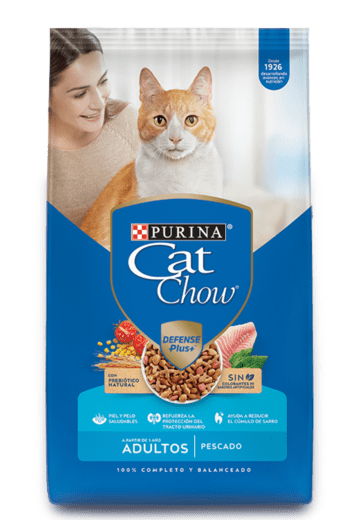 Desde
1926
desarrollando
avances en
nutrición
PURINA®
Cat
Chow®
DEFENSE
Plus+
CON
PREBIÓTICO
NATURAL
SIN
COLORANTES NI
SABORES ARTIFICIALES
PIEL Y PELO
SALUDABLES
REFUERZA LA
PROTECCIÓN DEL
TRACTO URINARIO
AYUDA A REDUCIR
EL CÚMULO DE SARRO
A PARTIR DE 1 AÑO
ADULTOS | PESCADO
100% COMPLETO Y BALANCEADO